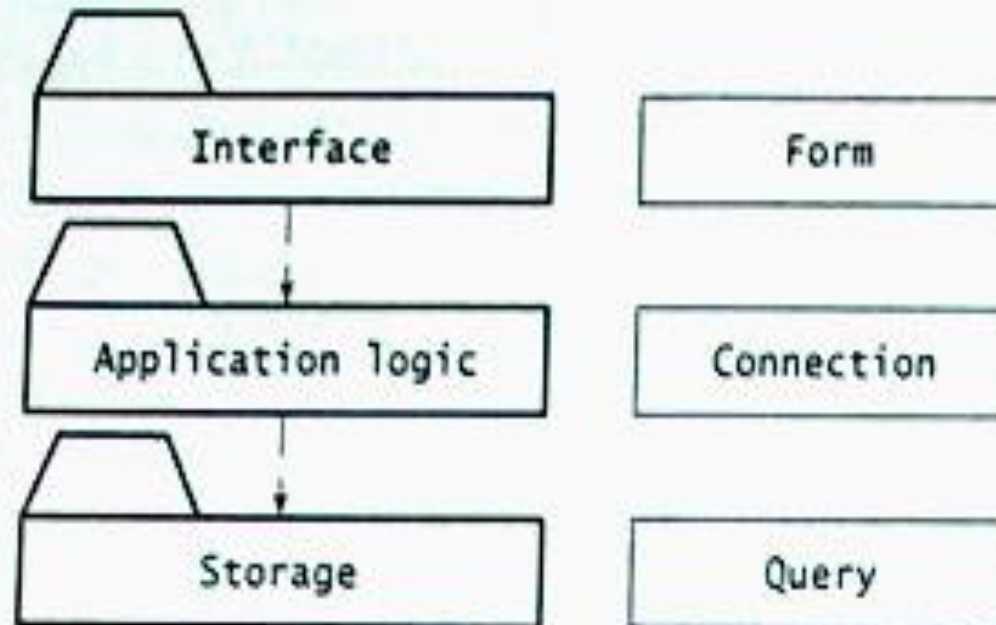 Interface
Form
Application logic
Connection
Storage
Query